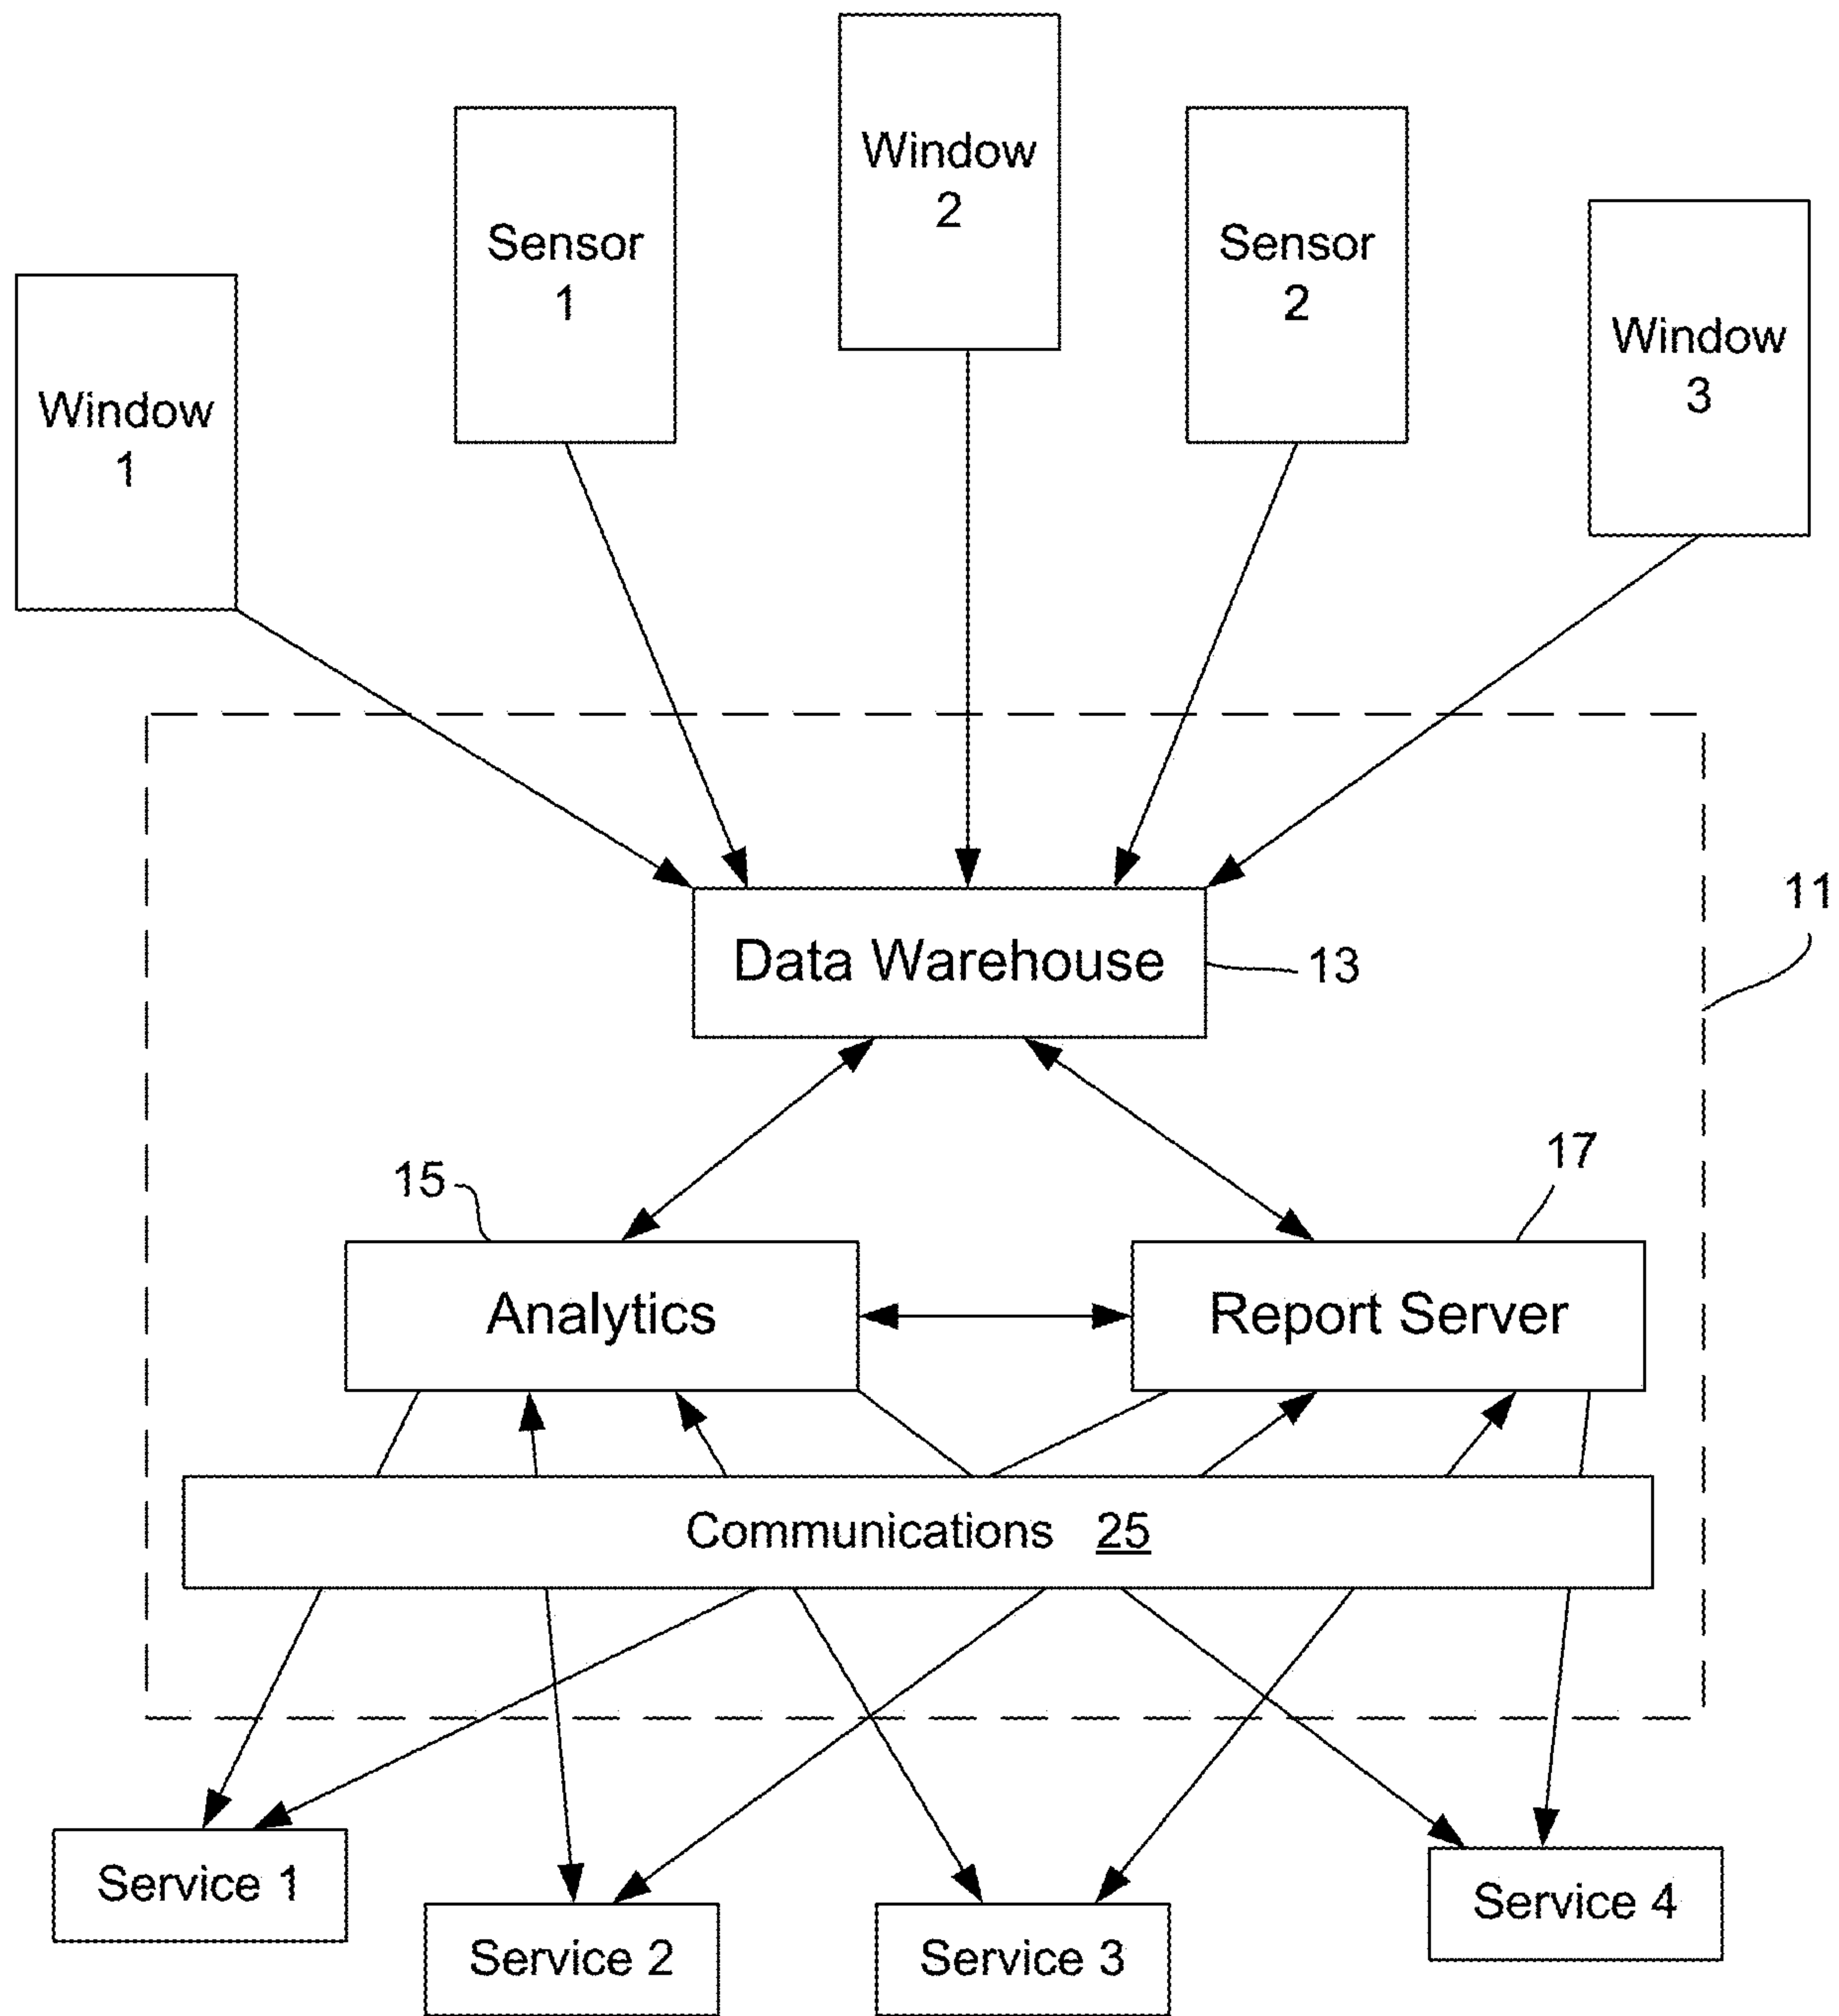 Window
2
Sensor
1
Sensor
2
Window
3
Window
1
11
Data Warehouse
13
15
17
Analytics
Report Server
Communications 25
Service 1
Service 2
Service 3
Service 4